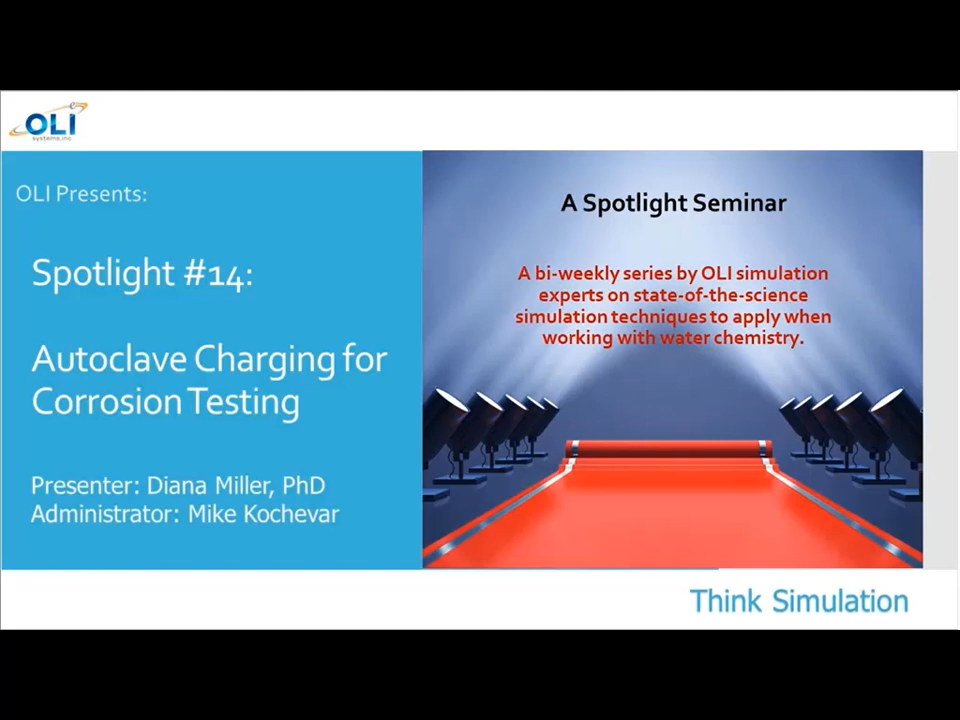 OLI
systems, inc.
OLI Presents:
Spotlight #14:
Autoclave Charging for
Corrosion Testing
Presenter: Diana Miller, PhD
Administrator: Mike Kochevar
A Spotlight Seminar
A bi-weekly series by OLI simulation
experts on state-of-the-science
simulation techniques to apply when
working with water chemistry.
Think Simulation